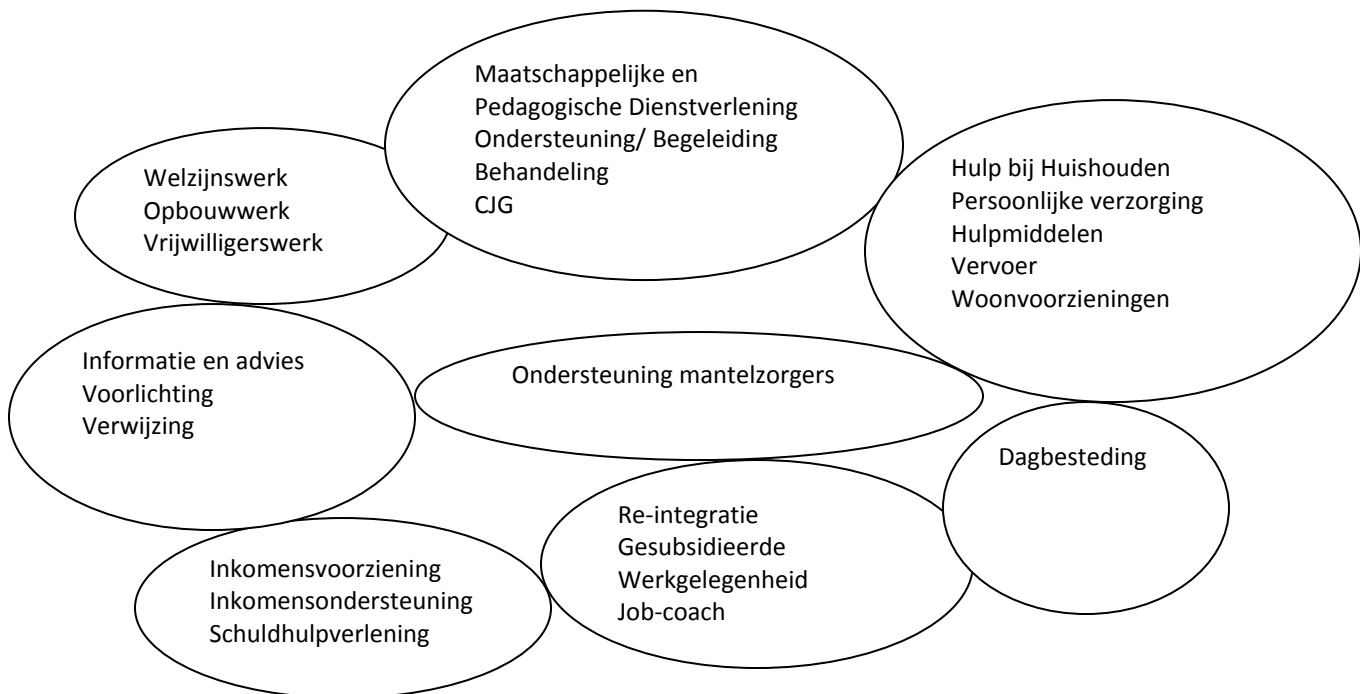 Maatschappelijke en
Pedagogische Dienstverlening
Ondersteuning/ Begeleiding
Behandeling
CJG
Welzijnswerk
Opbouwwerk
Vrijwilligerswerk
Hulp bij Huishouden
Persoonlijke verzorging
Hulpmiddelen
Vervoer
Woonvoorzieningen
Informatie en advies
Voorlichting
Verwijzing
Ondersteuning mantelzorgers
Dagbesteding
Re-integratie
Gesubsidieerde
Werkgelegenheid
Job-coach
Inkomensvoorziening
Inkomensondersteuning
Schuldhulpverlening